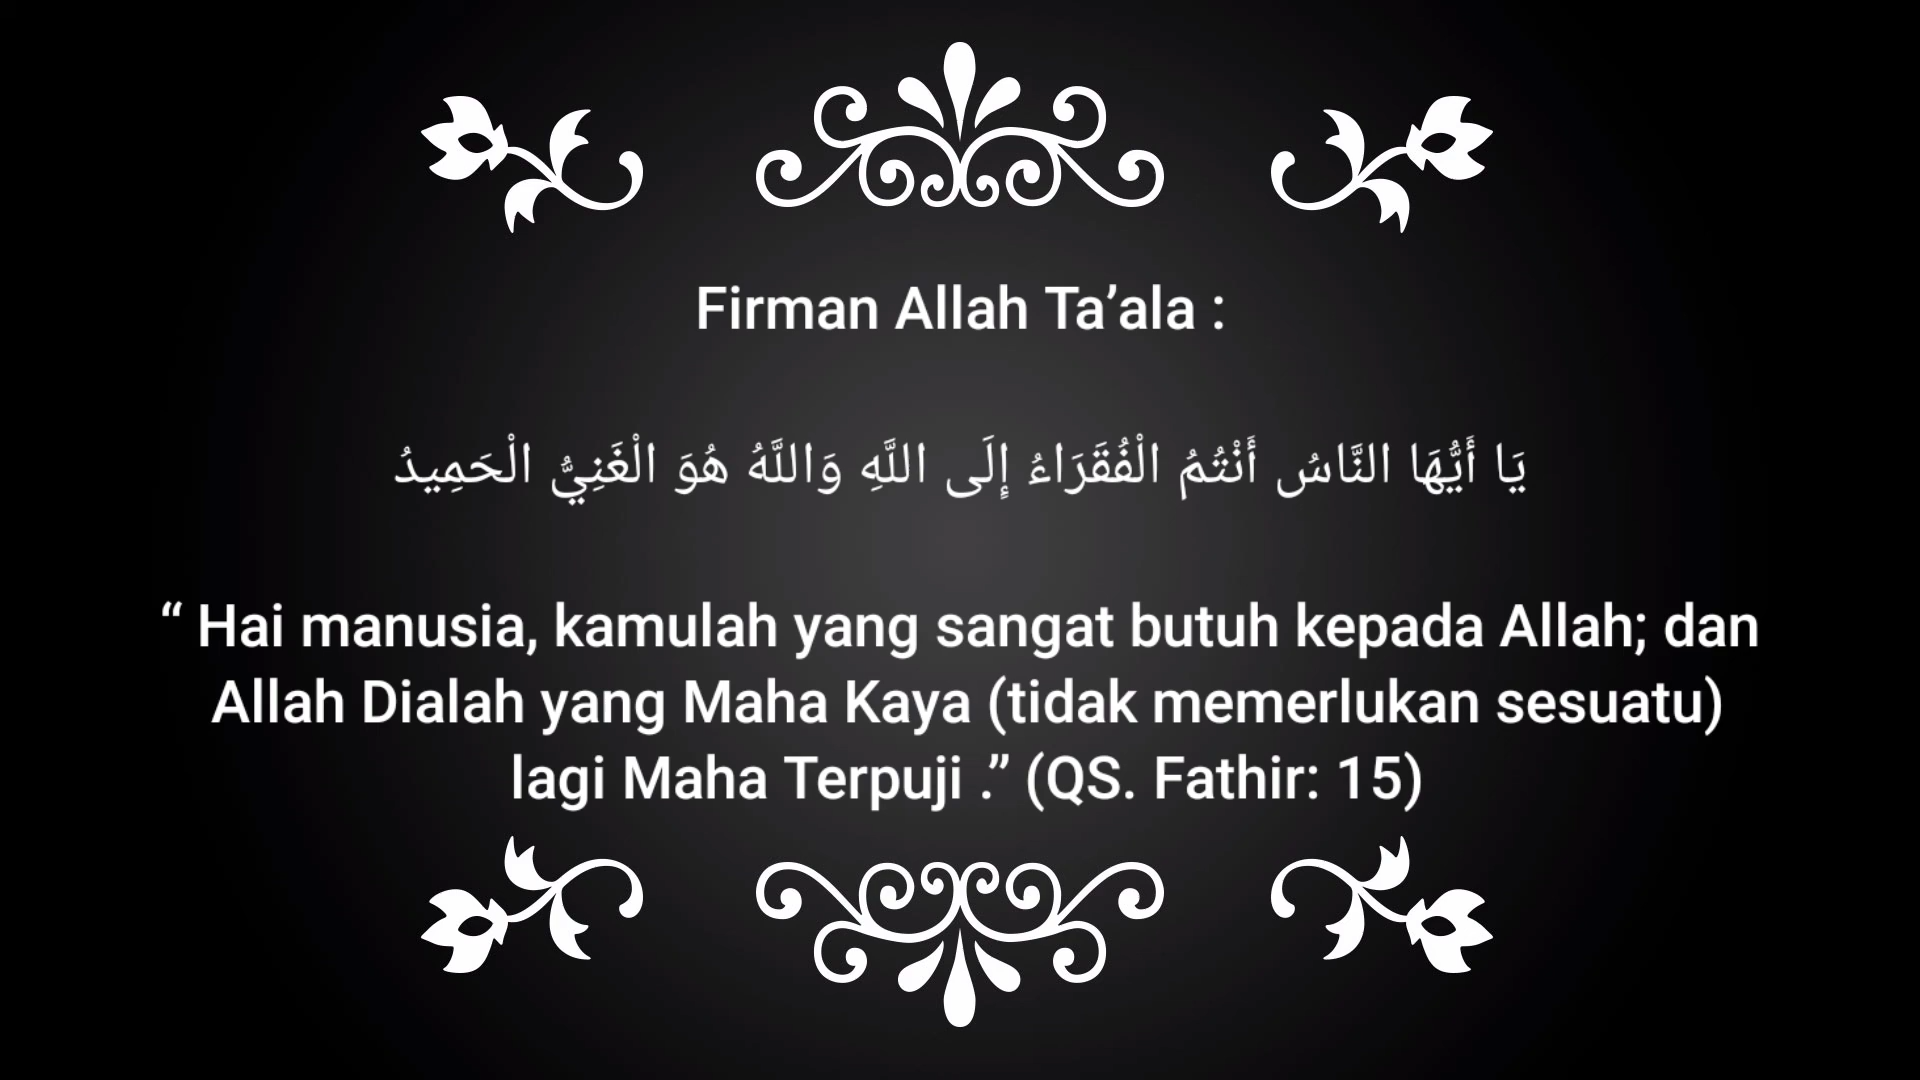 Firman Allah Ta’ala :
يَا أَيُّهَا النَّاسُ أَنْتُمُ الْفُقَرَاءُ إِلَى اللَّهِ وَاللَّهُ هُوَ الْغَنِيُّ الْحَمِيدُ
“ Hai manusia, kamulah yang sangat butuh kepada Allah; dan
Allah Dialah yang Maha Kaya (tidak memerlukan sesuatu)
lagi Maha Terpuji .” (QS. Fathir: 15)